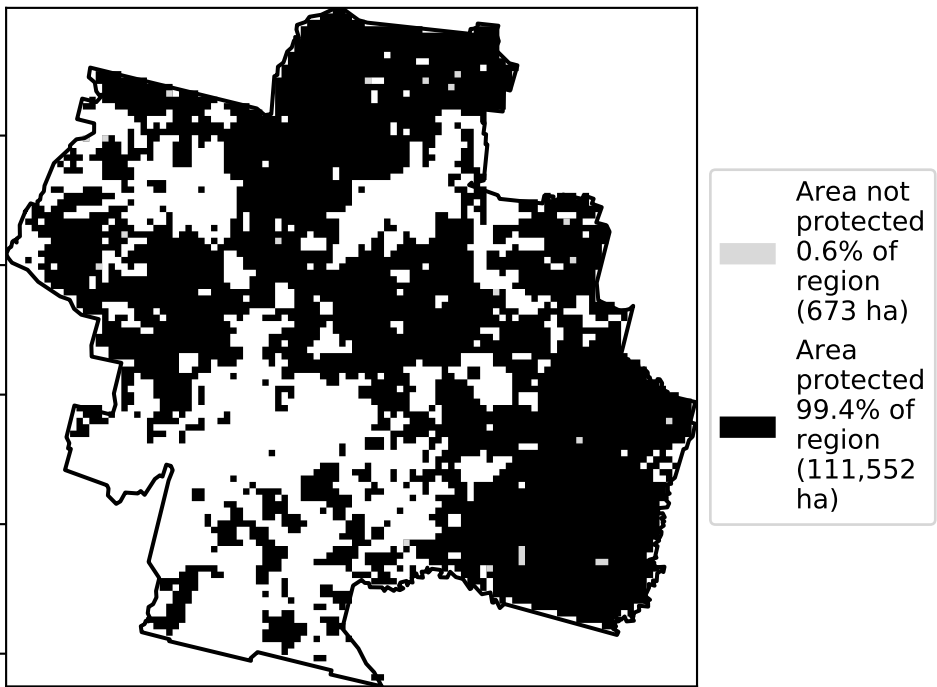 Area not
protected
0.6% of
region
(673 ha)
Area
protected
99.4% of
region
(111,552
ha)